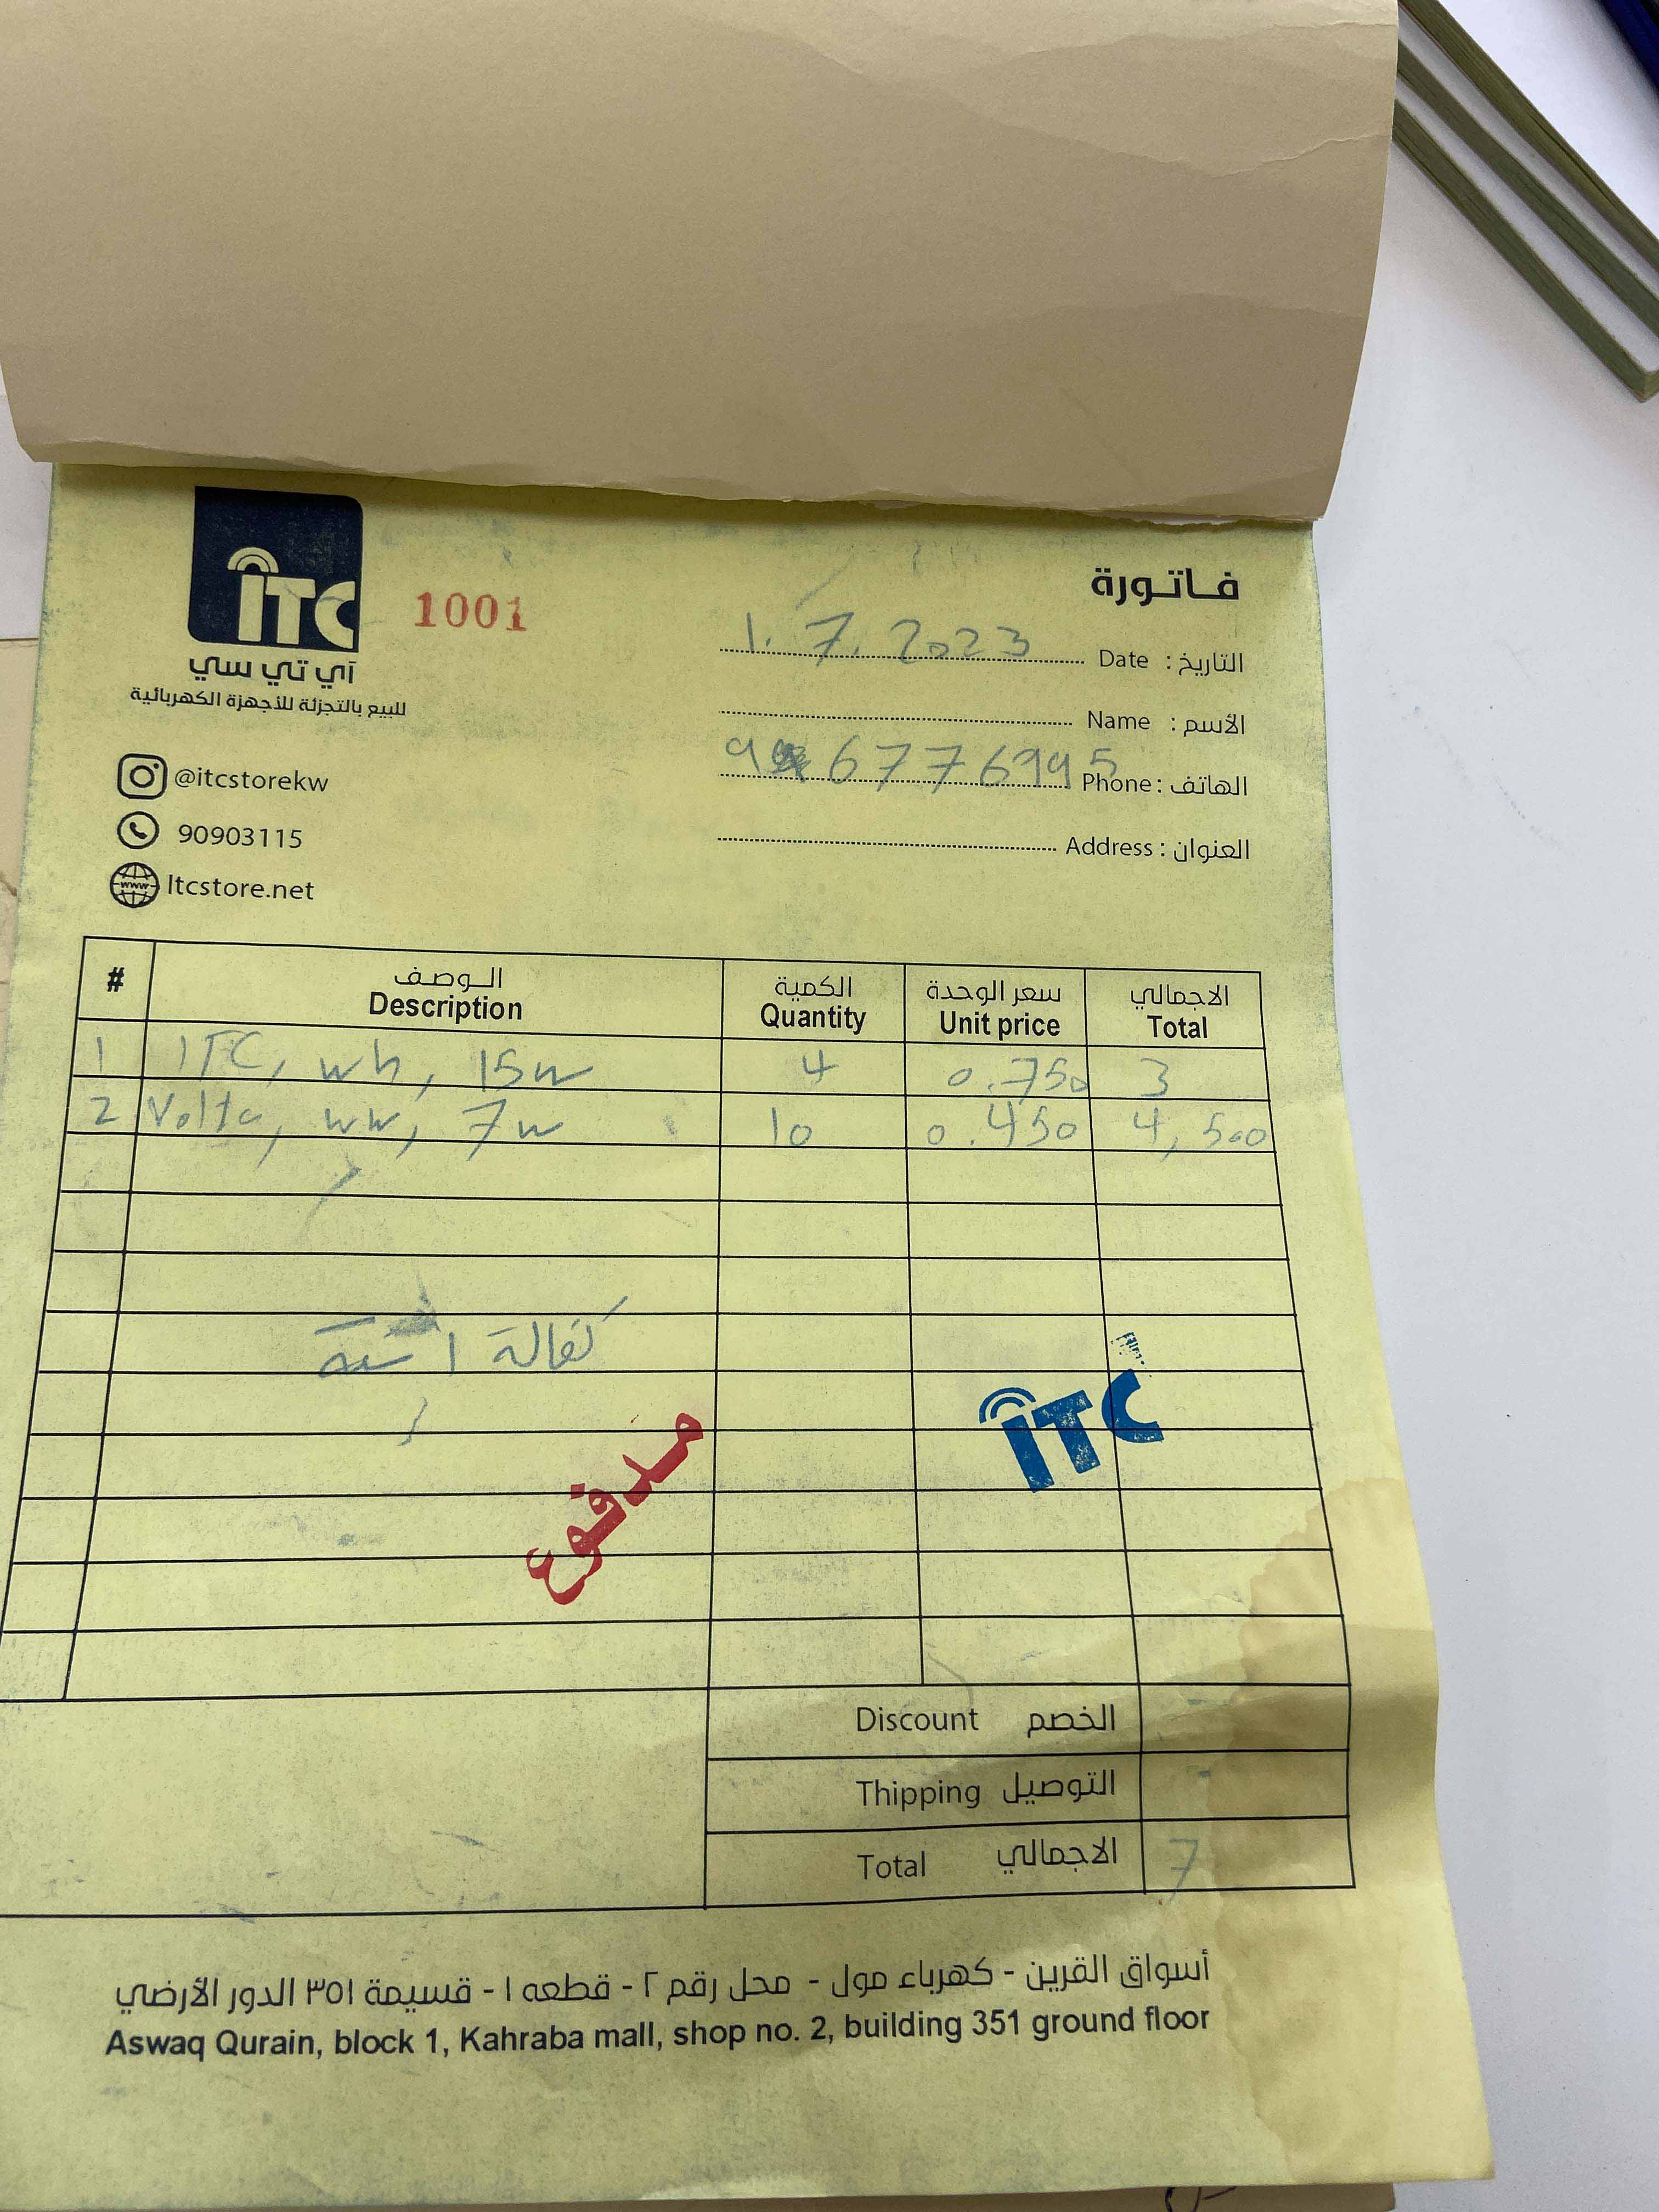 ITC
آي تي سي
للبيع بالتجزئة للأجهزة الكهربائية
1001
فاتورة
1. 7. 2023 Date : التاريخ
Name : الأسم
66776995 Phone : الهاتف
Address : العنوان
@itcstorekw
90903115
www Itcstore.net
# الوصف الكمية سعر الوحدة الاجمالي
Description Quantity Unit price Total
1 ITC, wh, 15w 4 0.750 3
2 Volta, ww, 7w 10 0.450 4,500
كفالة ١ سنة
مدفوع
ITC
Discount الخصم -
Thipping التوصيل -
Total الاجمالي 7
أسواق القرين - كهرباء مول - محل رقم ٢ - قطعه ١ - قسيمة ٣٥١ الدور الأرضي
Aswaq Qurain, block 1, Kahraba mall, shop no. 2, building 351 ground floor